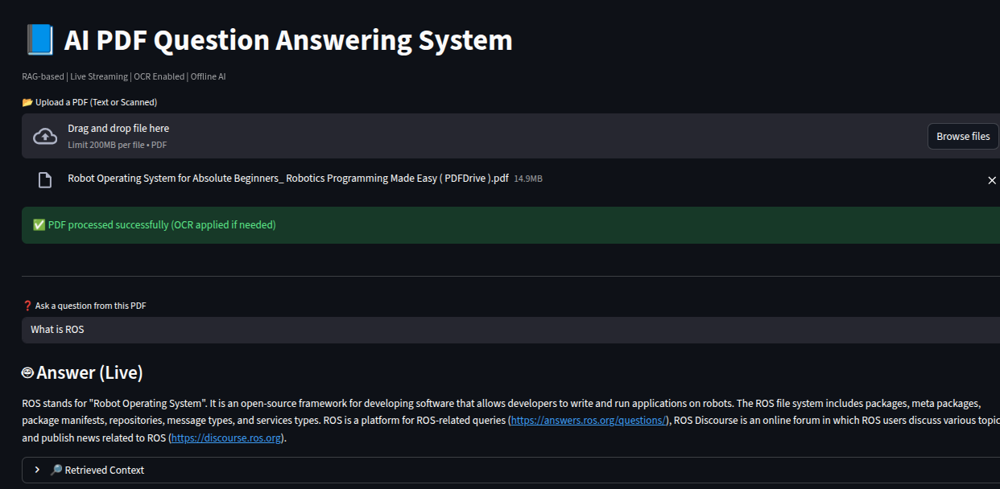 📘 AI PDF Question Answering System
RAG-based | Live Streaming | OCR Enabled | Offline AI
📂 Upload a PDF (Text or Scanned)
Drag and drop file here
Limit 200MB per file • PDF
Browse files
Robot Operating System for Absolute Beginners_ Robotics Programming Made Easy ( PDFDrive ).pdf 14.9MB
✅ PDF processed successfully (OCR applied if needed)
❓ Ask a question from this PDF
What is ROS
Answer (Live)
ROS stands for "Robot Operating System". It is an open-source framework for developing software that allows developers to write and run applications on robots. The ROS file system includes packages, meta packages,
package manifests, repositories, message types, and services types. ROS is a platform for ROS-related queries (https://answers.ros.org/questions/), ROS Discourse is an online forum in which ROS users discuss various topic
and publish news related to ROS (https://discourse.ros.org).
🔎 Retrieved Context